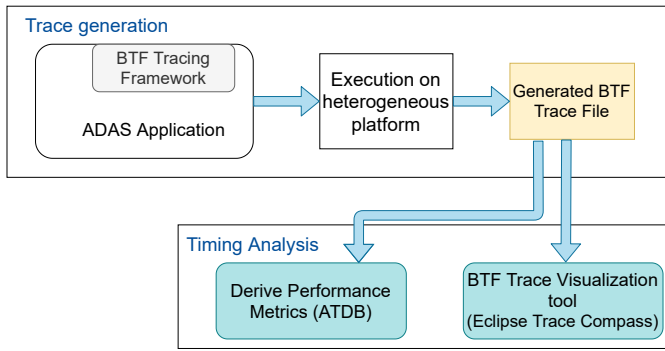 Trace generation
BTF Tracing
Framework
ADAS Application
Execution on
heterogeneous
platform
Generated BTF
Trace File
Timing Analysis
Derive Performance
Metrics (ATDB)
BTF Trace Visualization
tool
(Eclipse Trace Compass)